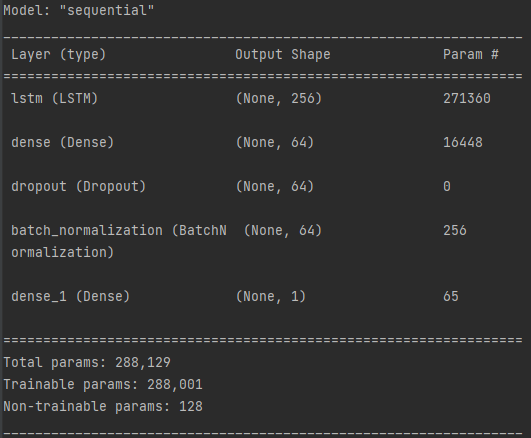 Model: "sequential"
_________________________________________________________________
 Layer (type)                Output Shape              Param #
=================================================================
 lstm (LSTM)                 (None, 256)               271360
 dense (Dense)               (None, 64)                16448
 dropout (Dropout)           (None, 64)                0
 batch_normalization (BatchN  (None, 64)               256
 ormalization)
 dense_1 (Dense)             (None, 1)                 65
=================================================================
Total params: 288,129
Trainable params: 288,001
Non-trainable params: 128
_________________________________________________________________